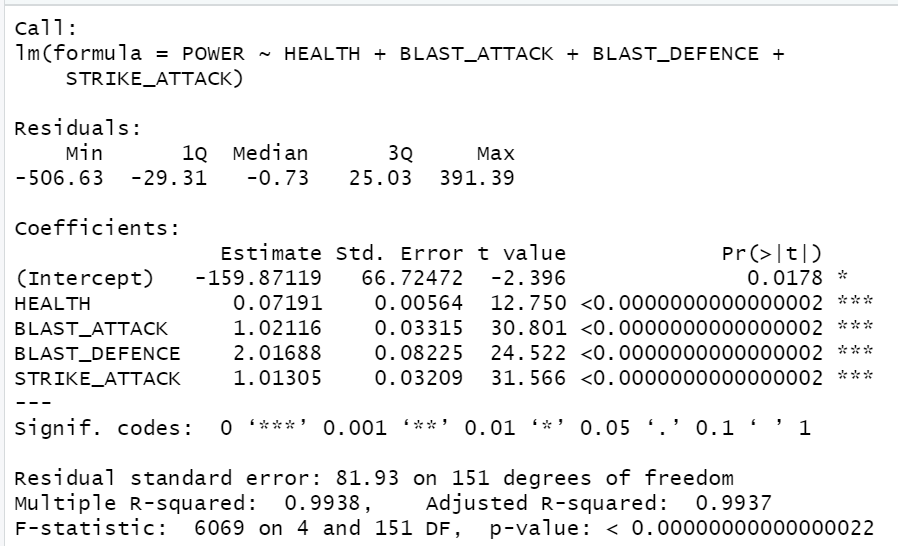 Call:
lm(formula = POWER ~ HEALTH + BLAST_ATTACK + BLAST_DEFENCE +
    STRIKE_ATTACK)

Residuals:
    Min      1Q  Median      3Q     Max
-506.63  -29.31   -0.73   25.03  391.39

Coefficients:
                Estimate Std. Error t value            Pr(>|t|)
(Intercept)   -159.87119   66.72472  -2.396              0.0178 *
HEALTH           0.07191    0.00564  12.750 <0.0000000000000002 ***
BLAST_ATTACK     1.02116    0.03315  30.801 <0.0000000000000002 ***
BLAST_DEFENCE    2.01688    0.08225  24.522 <0.0000000000000002 ***
STRIKE_ATTACK    1.01305    0.03209  31.566 <0.0000000000000002 ***
---
Signif. codes:  0 ‘***’ 0.001 ‘**’ 0.01 ‘*’ 0.05 ‘.’ 0.1 ‘ ’ 1

Residual standard error: 81.93 on 151 degrees of freedom
Multiple R-squared:  0.9938,    Adjusted R-squared:  0.9937
F-statistic:  6069 on 4 and 151 DF,  p-value: < 0.00000000000000022